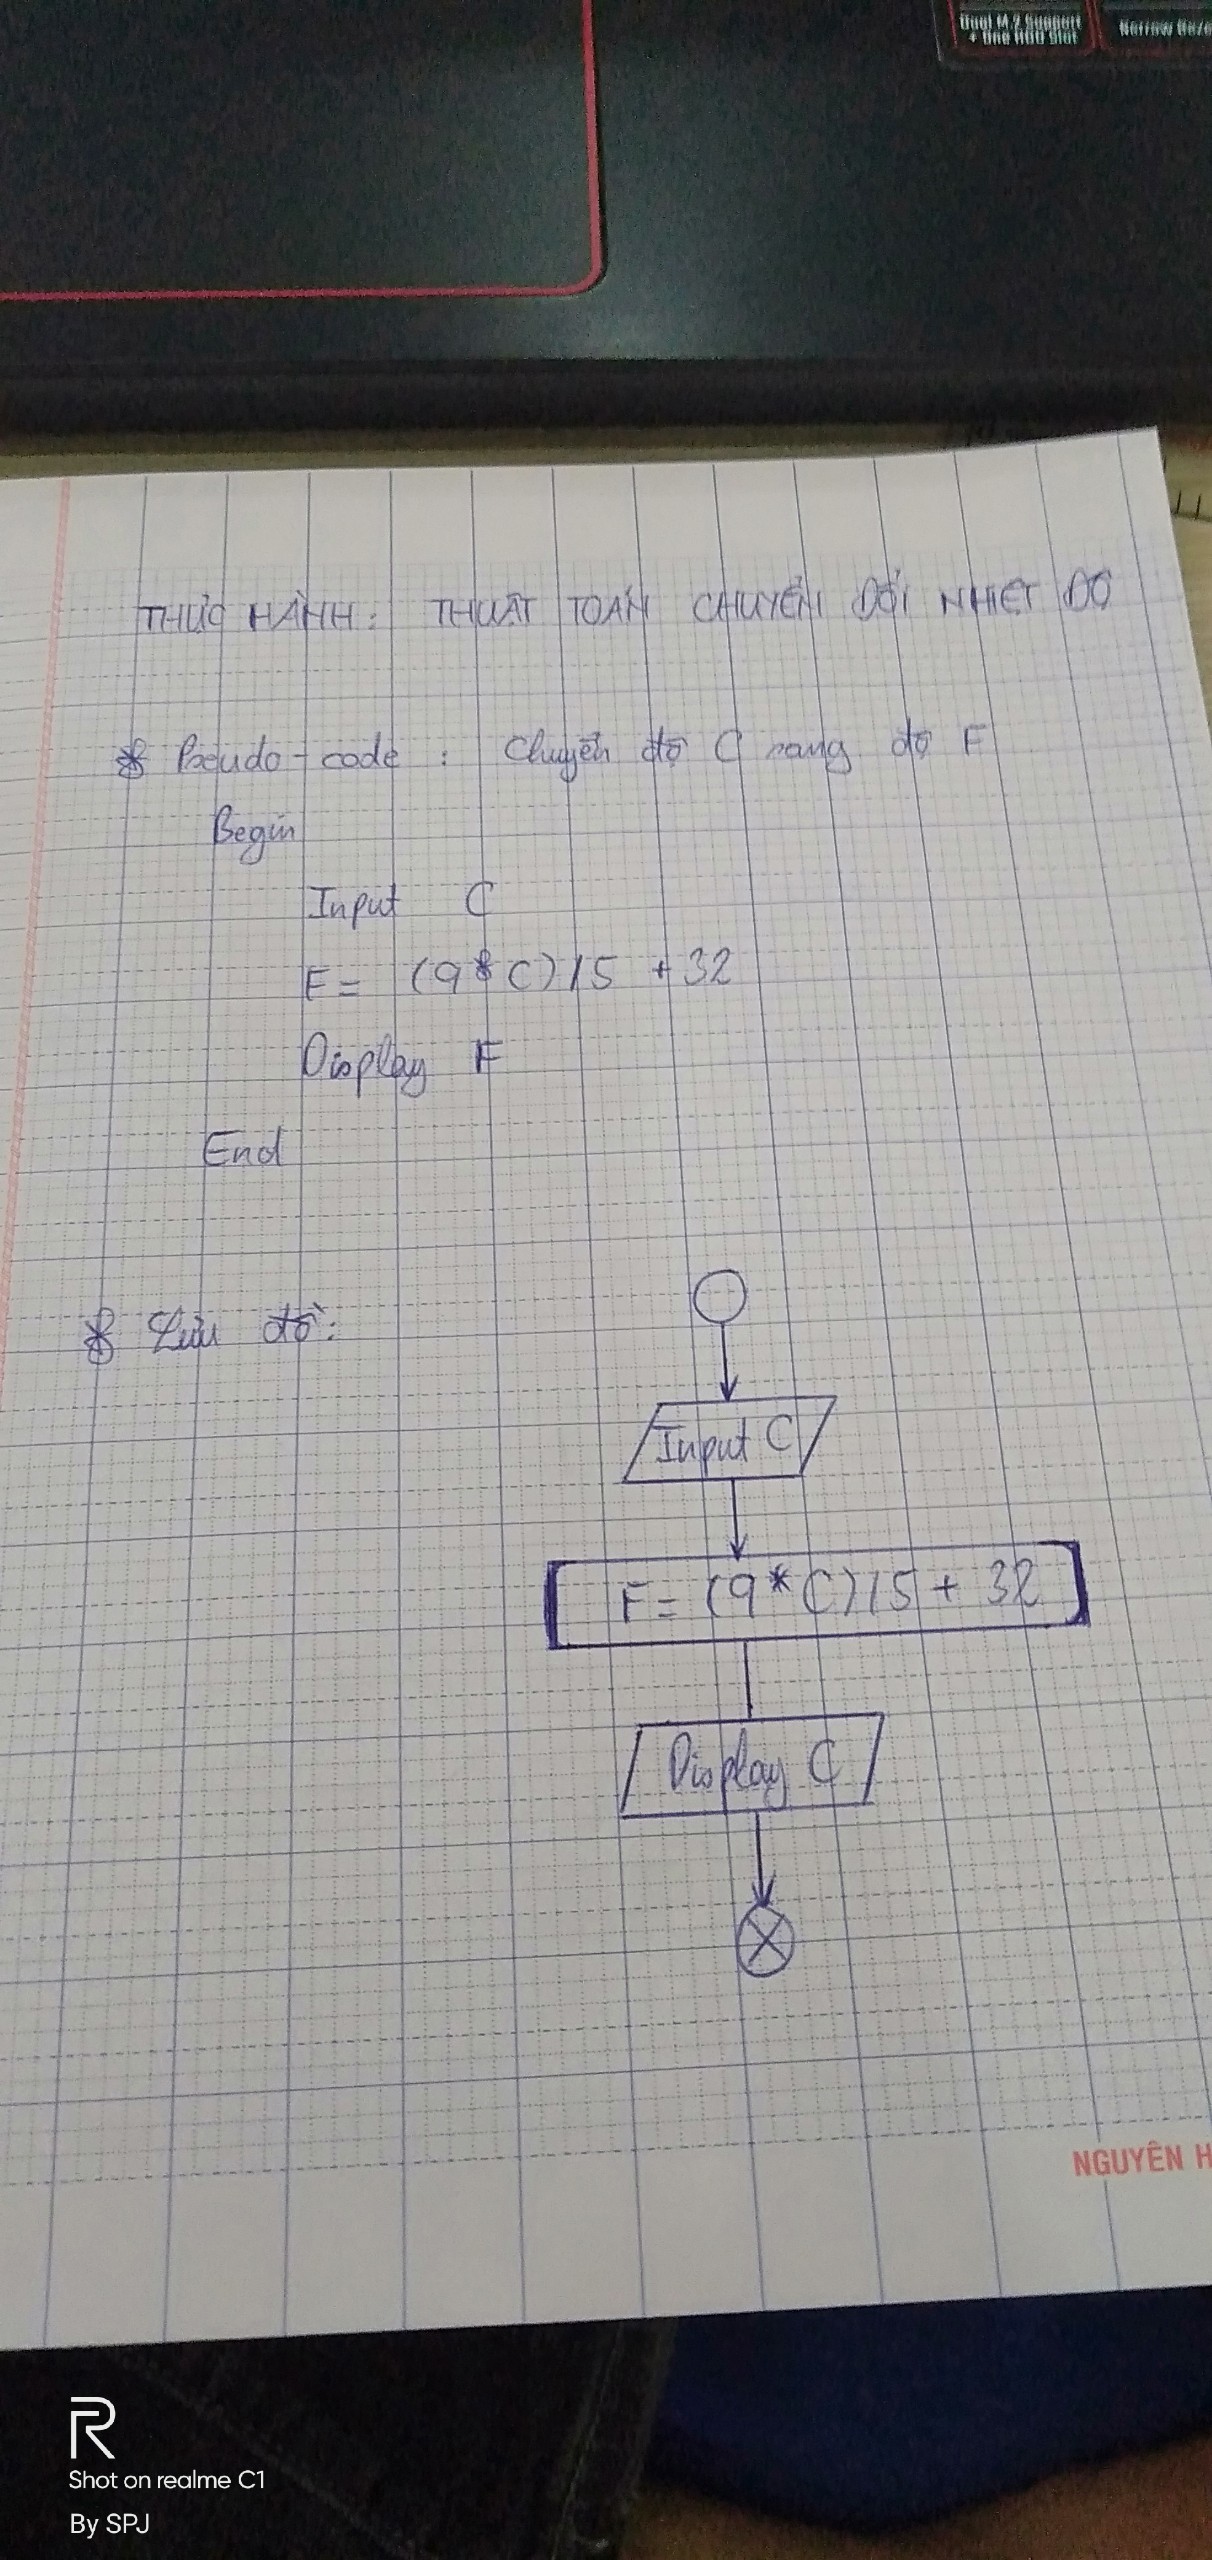 Dual M.2 Support
+ One HDD Slot
Narrow Beze
THỰC HÀNH: THUẬT TOÁN CHUYỂN ĐỔI NHIỆT ĐỘ
* Pseudo-code : Chuyển độ C sang độ F
Begin
Input C
F = (9*C)/5 + 32
Display F
End
* Lưu đồ:
Input C
F = (9*C)/5 + 32
Display C
NGUYÊN H
R
Shot on realme C1
By SPJ